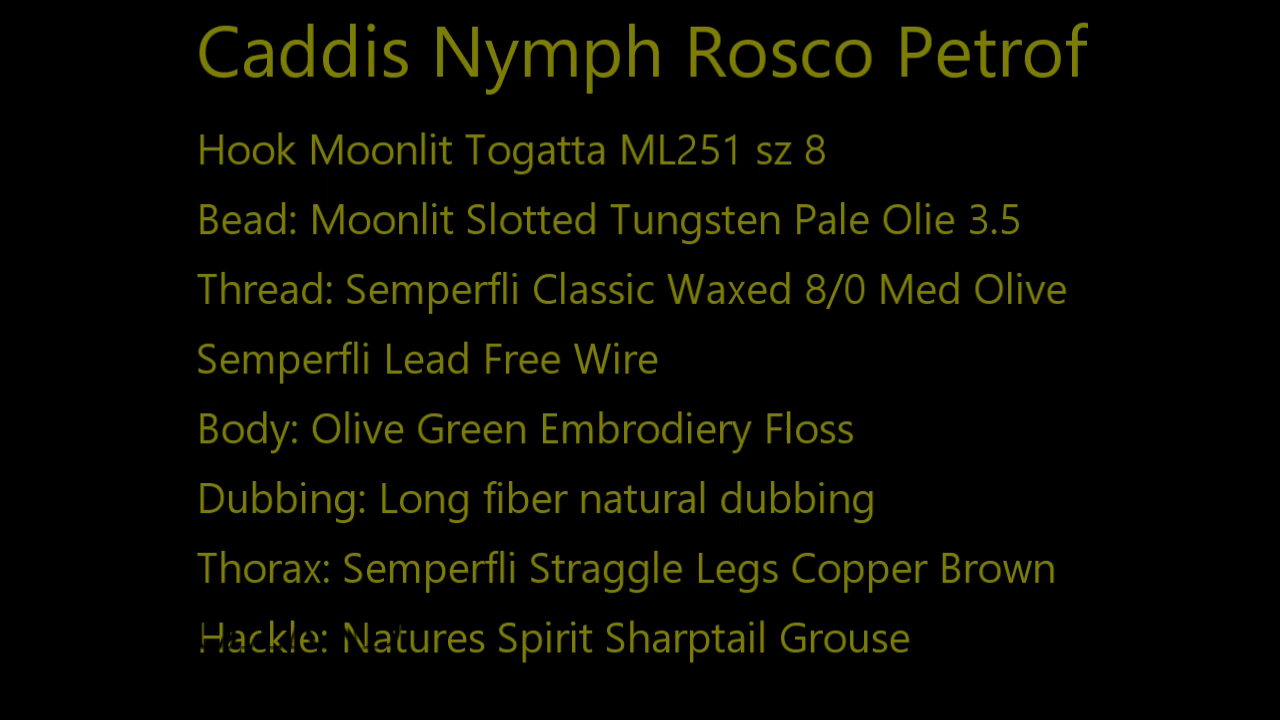 Caddis Nymph Rosco Petrof
Hook Moonlit Togatta ML251 sz 8
Bead: Moonlit Slotted Tungsten Pale Olie 3.5
Thread: Semperfli Classic Waxed 8/0 Med Olive
Semperfli Lead Free Wire
Body: Olive Green Embrodiery Floss
Dubbing: Long fiber natural dubbing
Thorax: Semperfli Straggle Legs Copper Brown
Hackle: Natures Spirit Sharptail Grouse